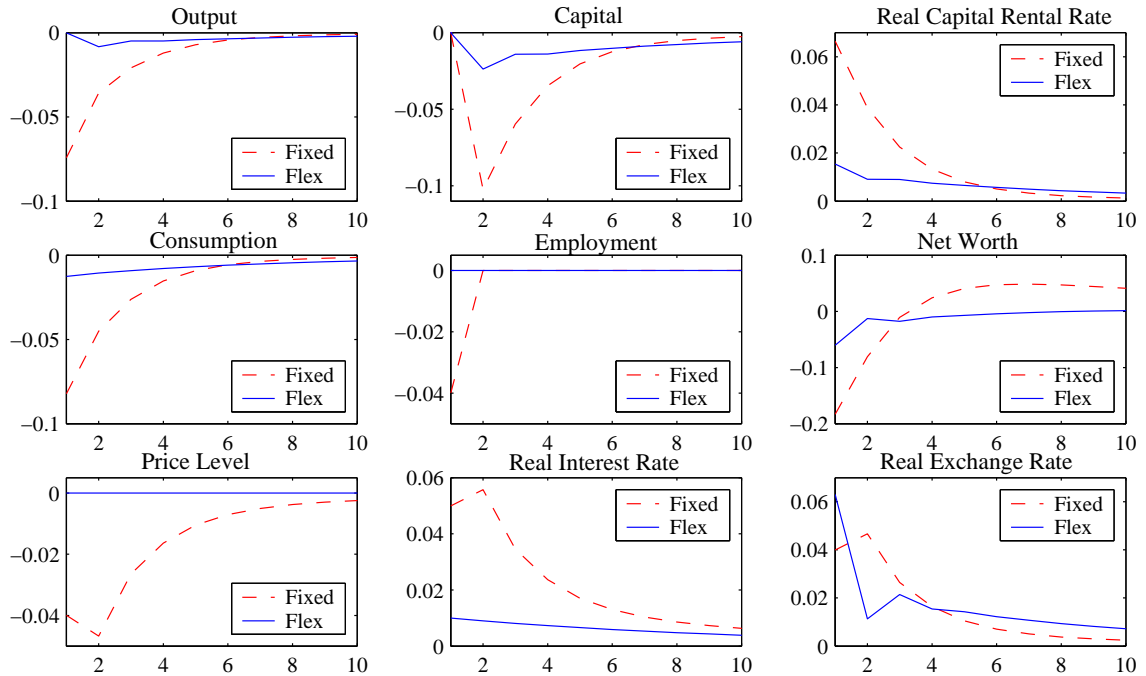 Output
0
−0.05
−0.1
2 4 6 8 10
Fixed
Flex
Capital
0
−0.05
−0.1
2 4 6 8 10
Fixed
Flex
Real Capital Rental Rate
0.06
0.04
0.02
0
2 4 6 8 10
Fixed
Flex
Consumption
0
−0.05
−0.1
2 4 6 8 10
Fixed
Flex
Employment
0
−0.02
−0.04
2 4 6 8 10
Fixed
Flex
Net Worth
0.1
0
−0.1
−0.2
2 4 6 8 10
Fixed
Flex
Price Level
0
−0.02
−0.04
2 4 6 8 10
Fixed
Flex
Real Interest Rate
0.06
0.04
0.02
0
2 4 6 8 10
Fixed
Flex
Real Exchange Rate
0.06
0.04
0.02
0
2 4 6 8 10
Fixed
Flex